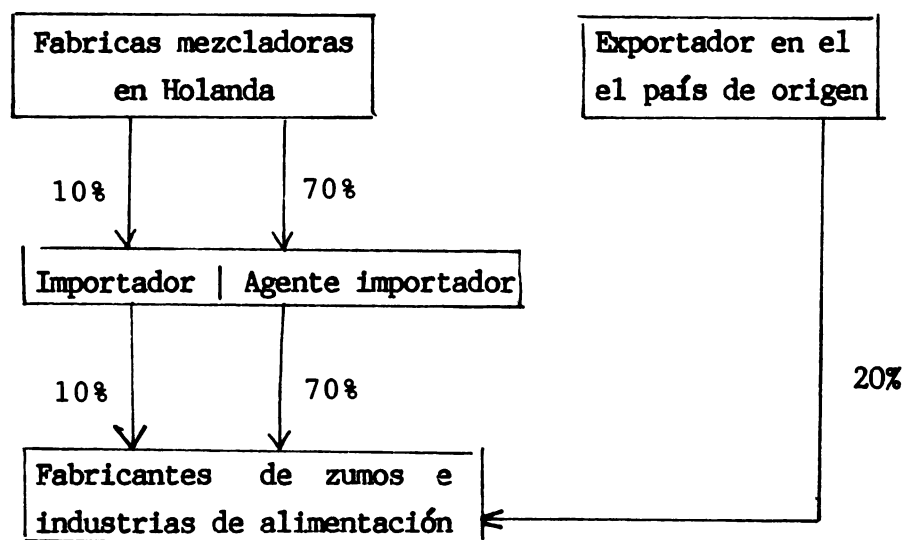 Fabricas mezcladoras
en Holanda
Exportador en el
el país de origen
10%
70%
Importador | Agente importador
10%
70%
20%
Fabricantes de zumos e
industrias de alimentación